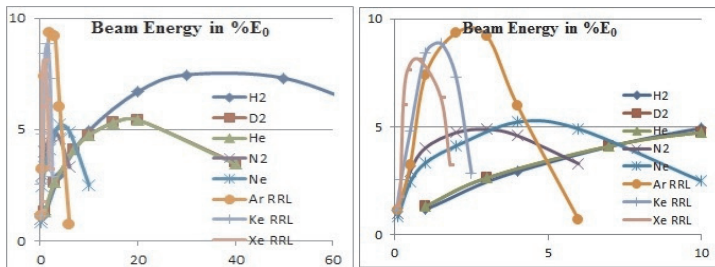 Beam Energy in %E₀
10
5
0
H2
D2
He
N2
Ne
Ar RRL
Ke RRL
Xe RRL
0
20
40
60
Beam Energy in %E₀
10
5
0
H2
D2
He
N2
Ne
Ar RRL
Ke RRL
Xe RRL
0
5
10